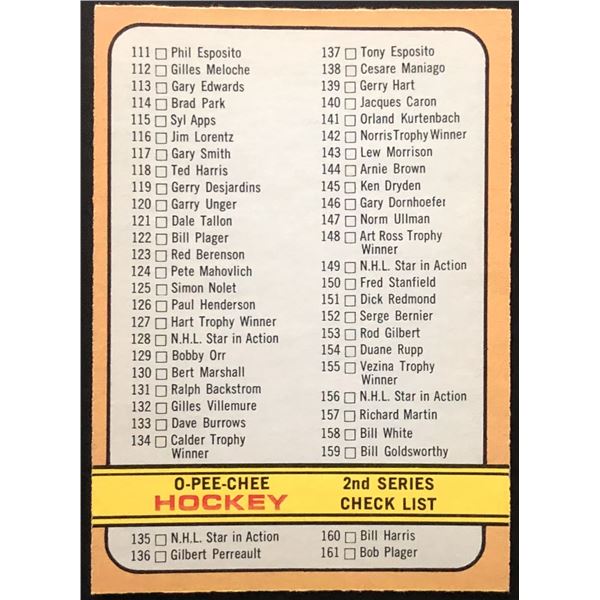 111 Phil Esposito
112 Gilles Meloche
113 Gary Edwards
114 Brad Park
115 Syl Apps
116 Jim Lorentz
117 Gary Smith
118 Ted Harris
119 Gerry Desjardins
120 Garry Unger
121 Dale Tallon
122 Bill Plager
123 Red Berenson
124 Pete Mahovlich
125 Simon Nolet
126 Paul Henderson
127 Hart Trophy Winner
128 N.H.L. Star in Action
129 Bobby Orr
130 Bert Marshall
131 Ralph Backstrom
132 Gilles Villemure
133 Dave Burrows
134 Calder Trophy
Winner
137 Tony Esposito
138 Cesare Maniago
139 Gerry Hart
140 Jacques Caron
141 Orland Kurtenbach
142 Norris Trophy Winner
143 Lew Morrison
144 Arnie Brown
145 Ken Dryden
146 Gary Dornhoefer
147 Norm Ullman
148 Art Ross Trophy
Winner
149 N.H.L. Star in Action
150 Fred Stanfield
151 Dick Redmond
152 Serge Bernier
153 Rod Gilbert
154 Duane Rupp
155 Vezina Trophy
Winner
156 N.H.L. Star in Action
157 Richard Martin
158 Bill White
159 Bill Goldsworthy
O-PEE-CHEE
HOCKEY
2nd SERIES
CHECK LIST
135 N.H.L. Star in Action
136 Gilbert Perreault
160 Bill Harris
161 Bob Plager